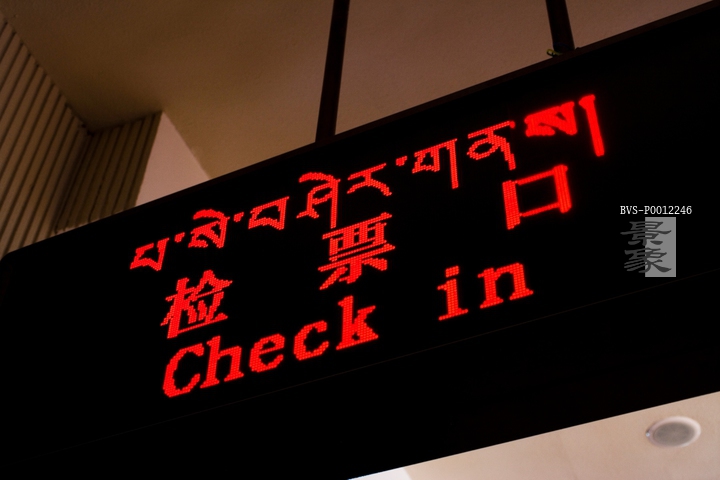 པ་སེ་བཤེར་གནས།
检票口
Check in
BVS-P0012246
景象